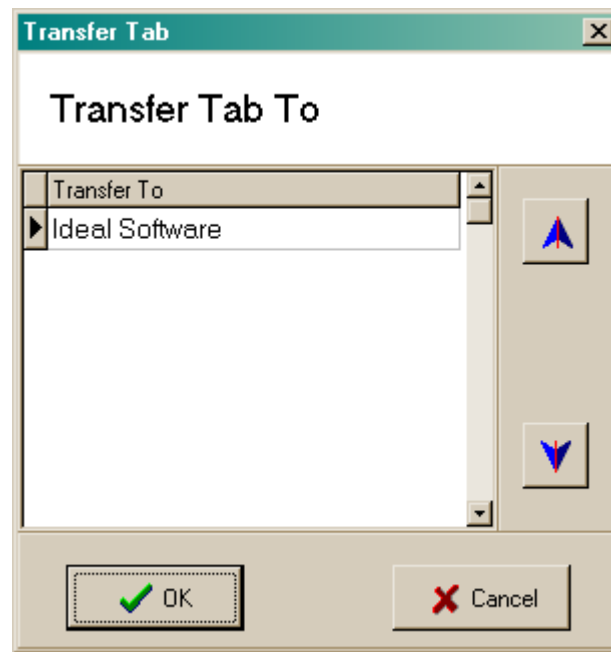 Transfer Tab
Transfer Tab To
Transfer To
Ideal Software
OK
Cancel